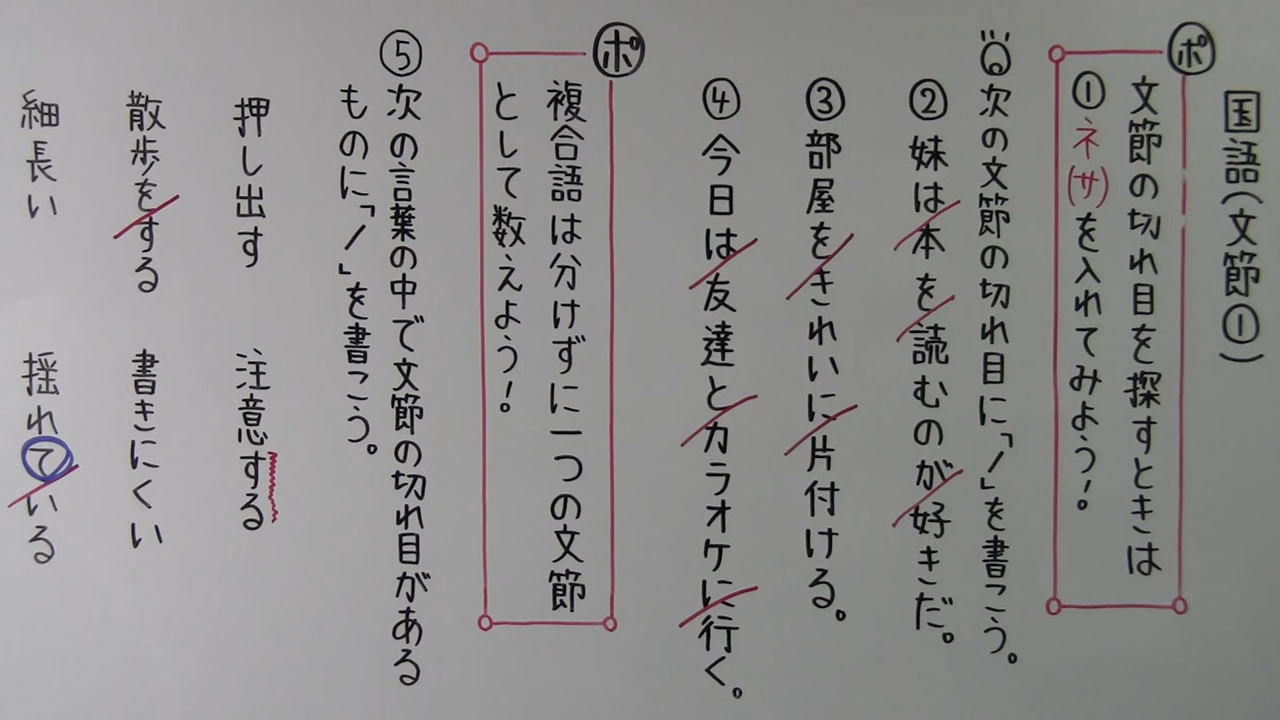 国語(文節①)
ポ
文節の切れ目を探すときは
①ネ(サ)を入れてみよう!
次の文節の切れ目に「/」を書こう。
②妹は/本を/読むのが/好きだ。
③部屋を/きれいに/片付ける。
④今日は/友達と/カラオケに/行く。
ポ
複合語は分けずに一つの文節
として数えよう!
⑤次の言葉の中で文節の切れ目がある
ものに「/」を書こう。
押し出す 注意する
散歩を/する 書きにくい
細長い 揺れて/いる